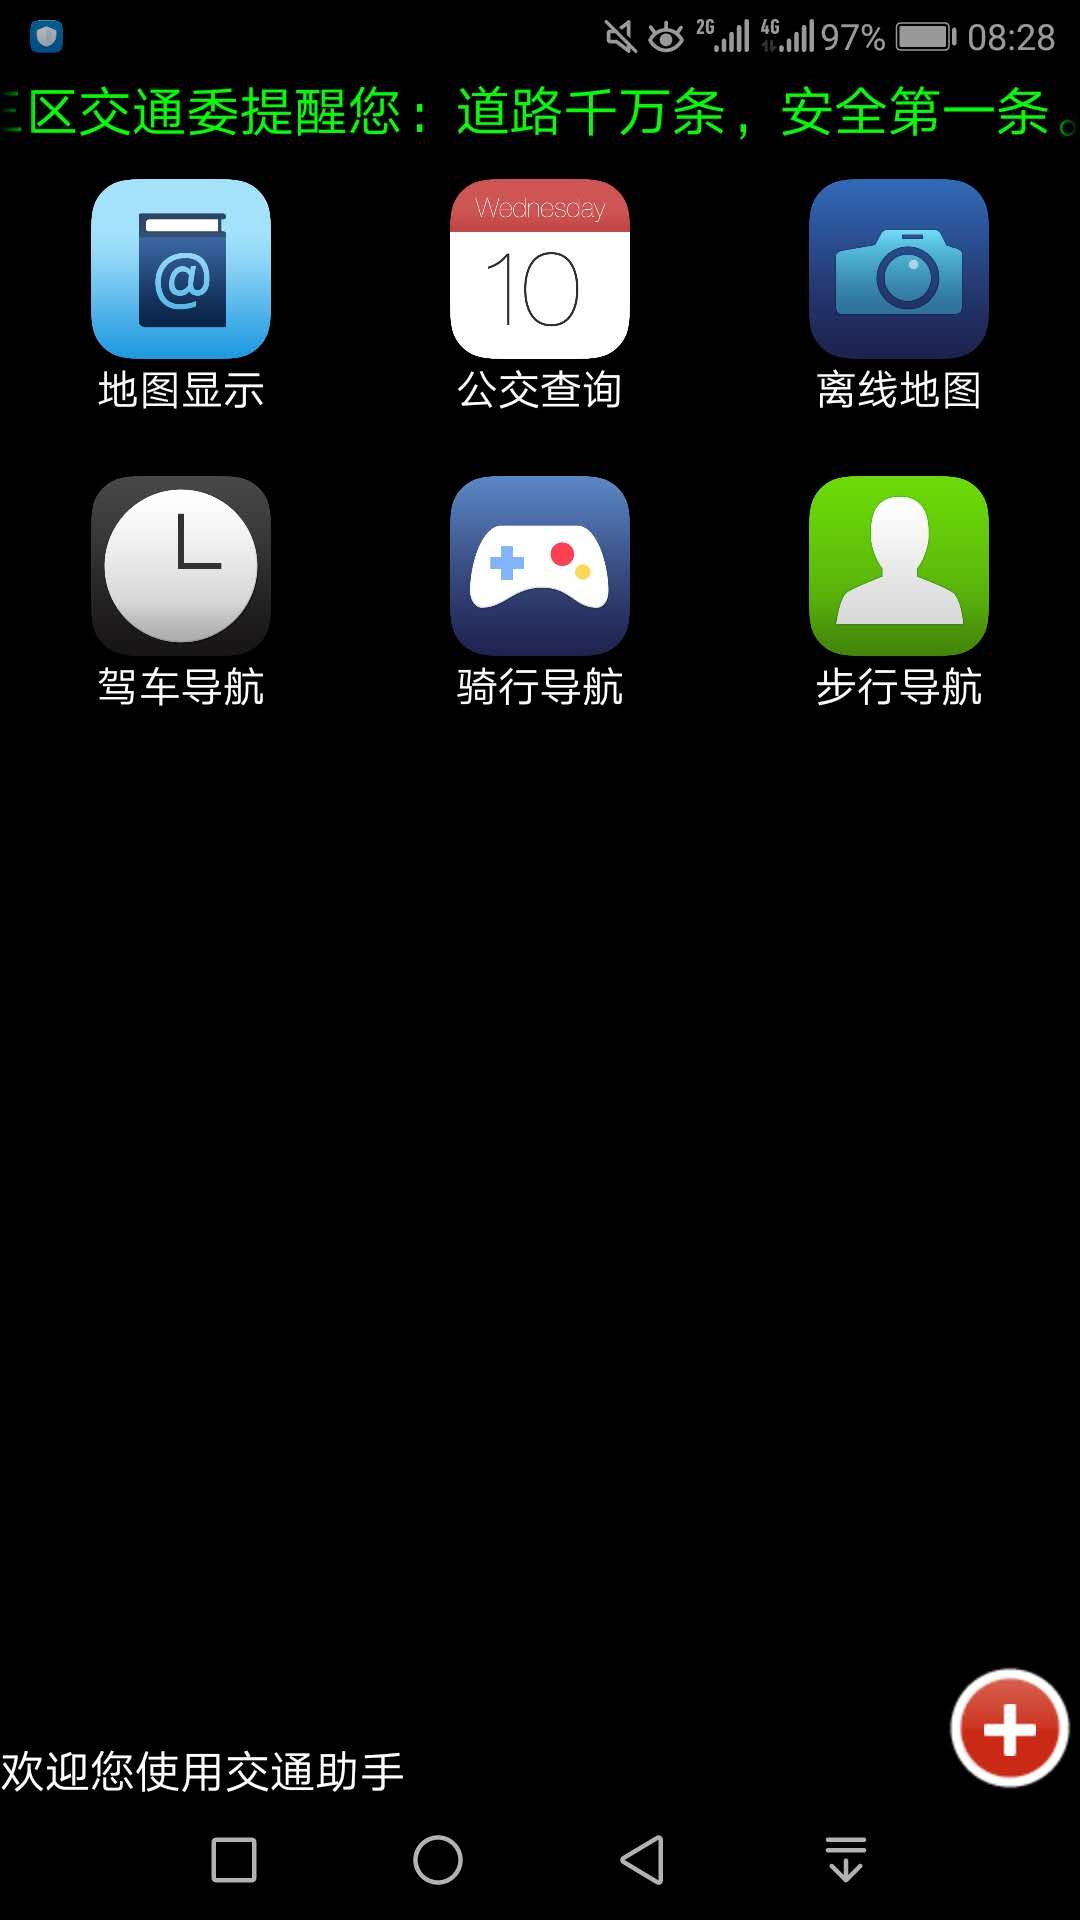 2G 4G 97% 08:28
区交通委提醒您：道路千万条，安全第一条。
Wednesday
10
@
地图显示 公交查询 离线地图
驾车导航 骑行导航 步行导航
欢迎您使用交通助手